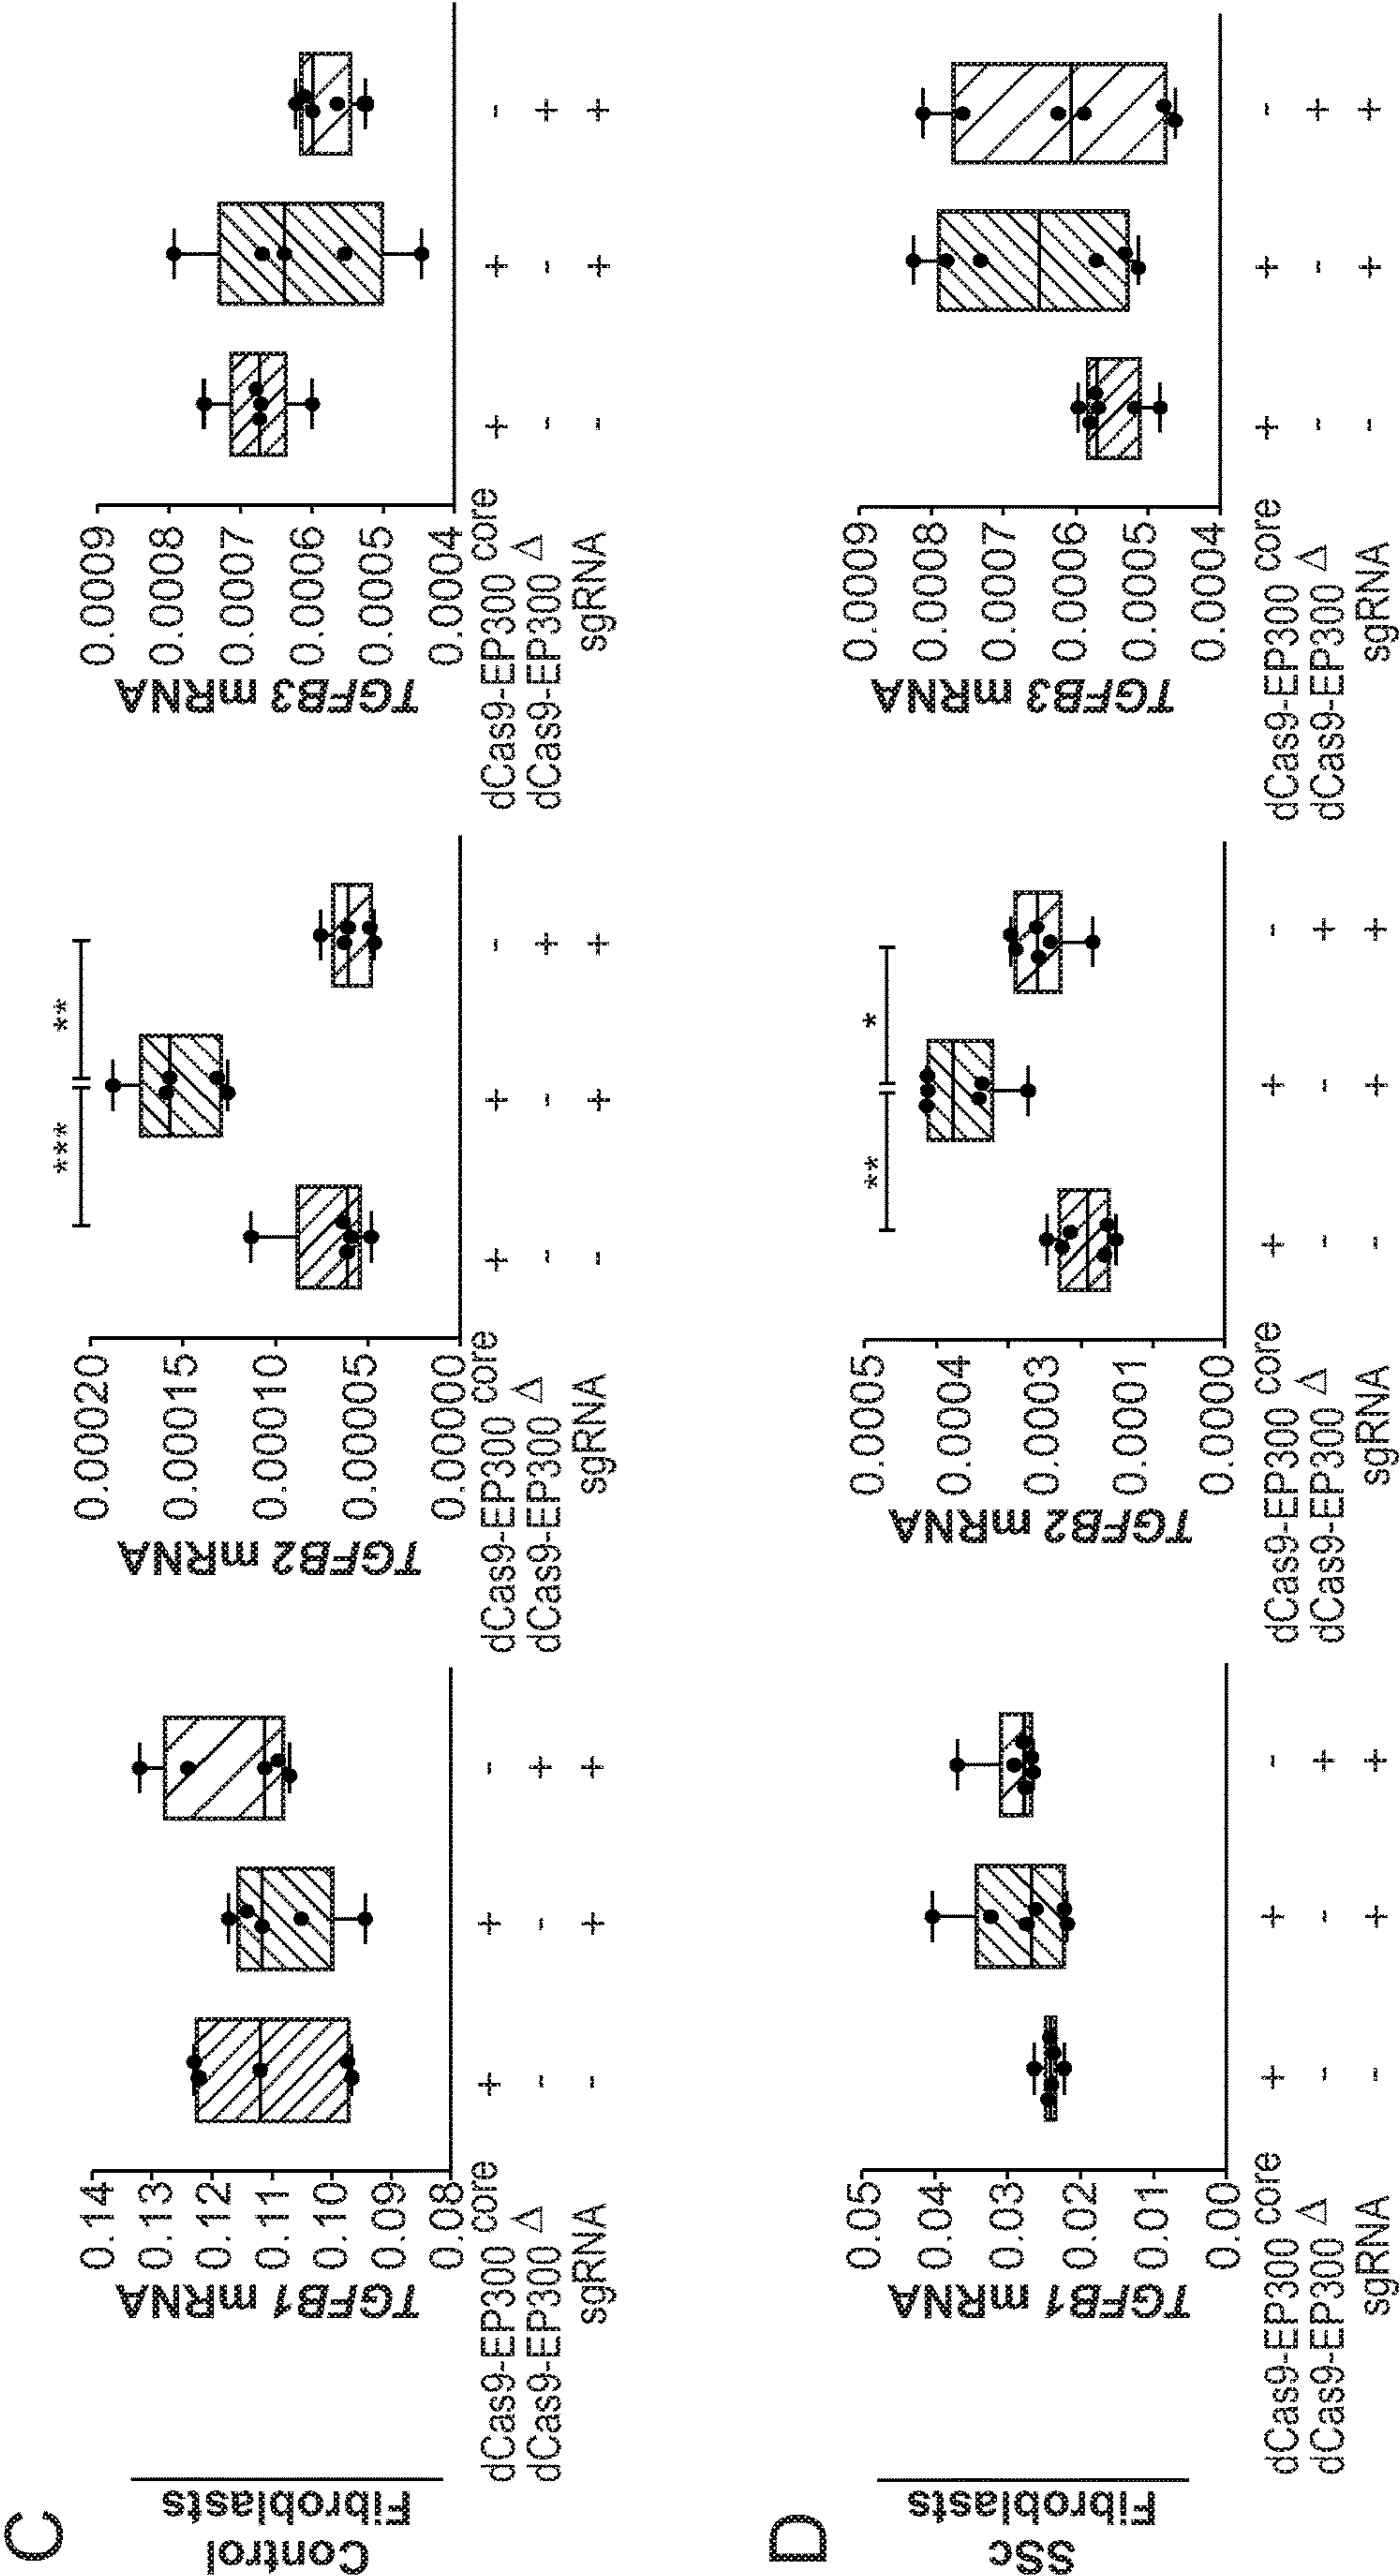 C
Control
Fibroblasts
TGFB1 mRNA
0.14
0.13
0.12
0.11
0.10
0.09
0.08
dCas9-EP300 core + + -
dCas9-EP300 Δ - - +
sgRNA - + +
TGFB2 mRNA
*** **
0.00020
0.00015
0.00010
0.00005
0.00000
dCas9-EP300 core + + -
dCas9-EP300 Δ - - +
sgRNA - + +
TGFB3 mRNA
0.0009
0.0008
0.0007
0.0006
0.0005
0.0004
dCas9-EP300 core + + -
dCas9-EP300 Δ - - +
sgRNA - + +
D
SSc
Fibroblasts
TGFB1 mRNA
0.05
0.04
0.03
0.02
0.01
0.00
dCas9-EP300 core + + -
dCas9-EP300 Δ - - +
sgRNA - + +
TGFB2 mRNA
** *
0.0005
0.0004
0.0003
0.0001
0.0000
dCas9-EP300 core + + -
dCas9-EP300 Δ - - +
sgRNA - + +
TGFB3 mRNA
0.0009
0.0008
0.0007
0.0006
0.0005
0.0004
dCas9-EP300 core + + -
dCas9-EP300 Δ - - +
sgRNA - + +